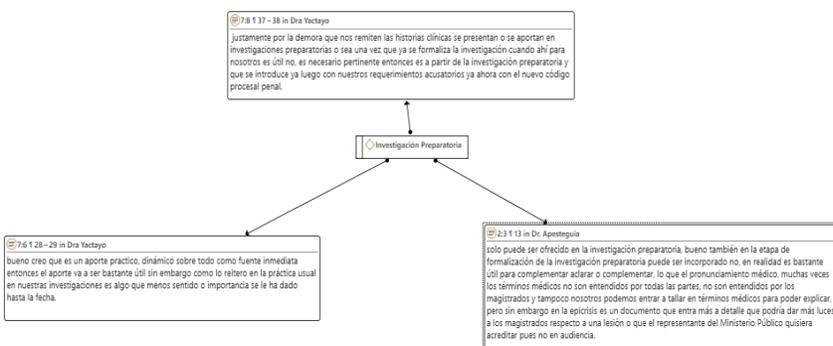 7:8 ¶ 37 – 38 in Dra Yactayo
justamente por la demora que nos remiten las historias clínicas se presentan o se aportan en
investigaciones preparatorias o sea una vez que ya se formaliza la investigación cuando ahí para
nosotros es útil no, es necesario pertinente entonces es a partir de la investigación preparatoria y
que se introduce ya luego con nuestros requerimientos acusatorios ya ahora con el nuevo código
procesal penal.
Investigación Preparatoria
7:6 ¶ 28 – 29 in Dra Yactayo
bueno creo que es un aporte practico, dinámico sobre todo como fuente inmediata
entonces el aporte va a ser bastante útil sin embargo como lo reitero en la práctica usual
en nuestras investigaciones es algo que menos sentido o importancia se le ha dado
hasta la fecha.
2:3 ¶ 13 in Dr. Apestegula
solo puede ser ofrecido en la investigación preparatoria, bueno también en la etapa de
formalización de la investigación preparatoria puede ser incorporado no, en realidad es bastante
útil para complementar aclarar o complementar, lo que el pronunciamiento médico, muchas veces
los términos médicos no son entendidos por todas las partes, no son entendidos por los
magistrados y tampoco nosotros podemos entrar a tallar en términos médicos para poder explicar,
pero sin embargo en la epicrisis es un documento que entra más a detalle que podría dar más luces
a los magistrados respecto a una lesión o que el representante del Ministerio Público quisiera
acreditar pues no en audiencia.